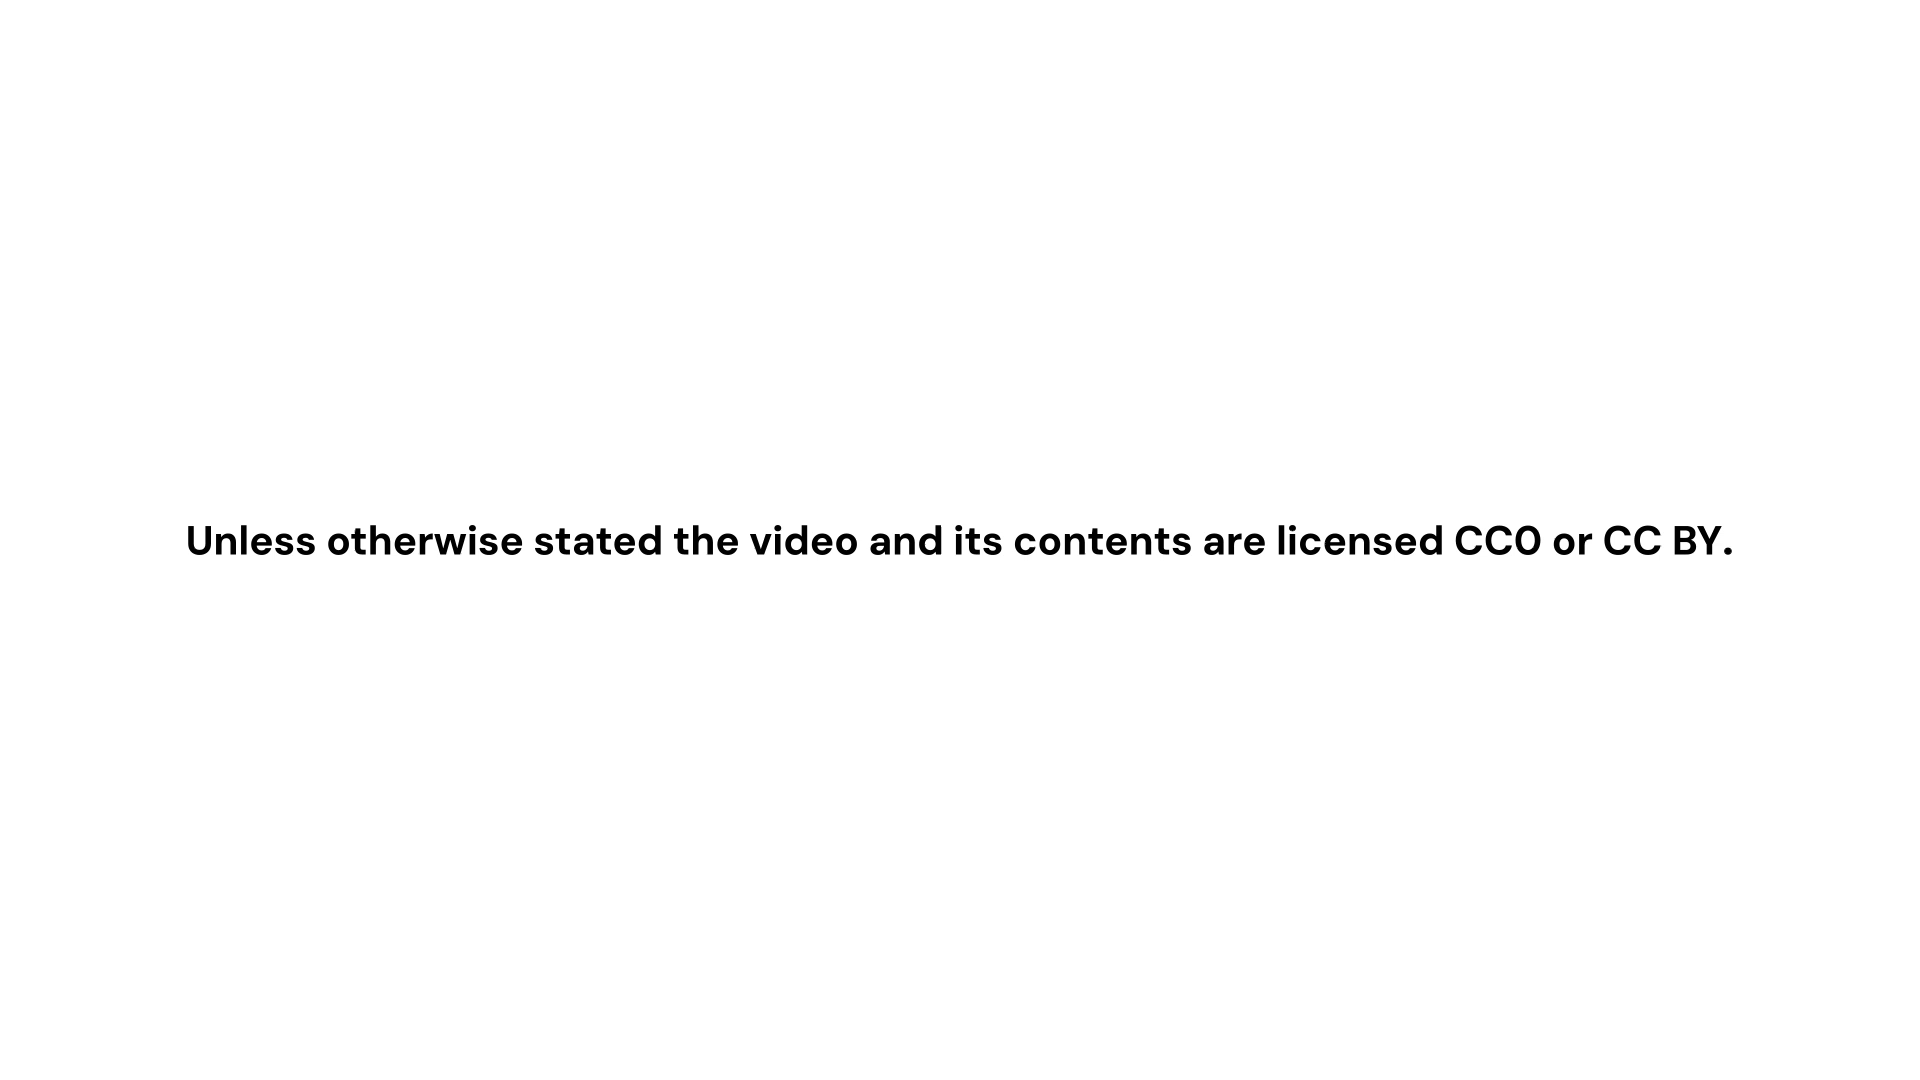 Unless otherwise stated the video and its contents are licensed CC0 or CC BY.